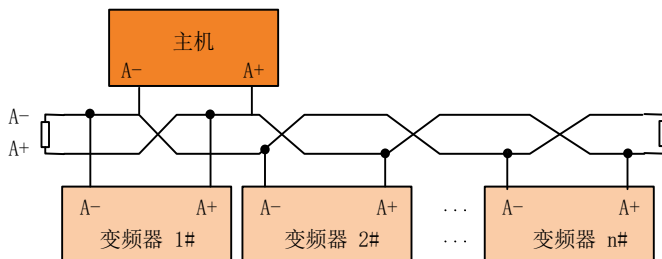 主机
A− A+
A−
A+
A− A+ A− A+ ··· A− A+
变频器 1# 变频器 2# ··· 变频器 n#